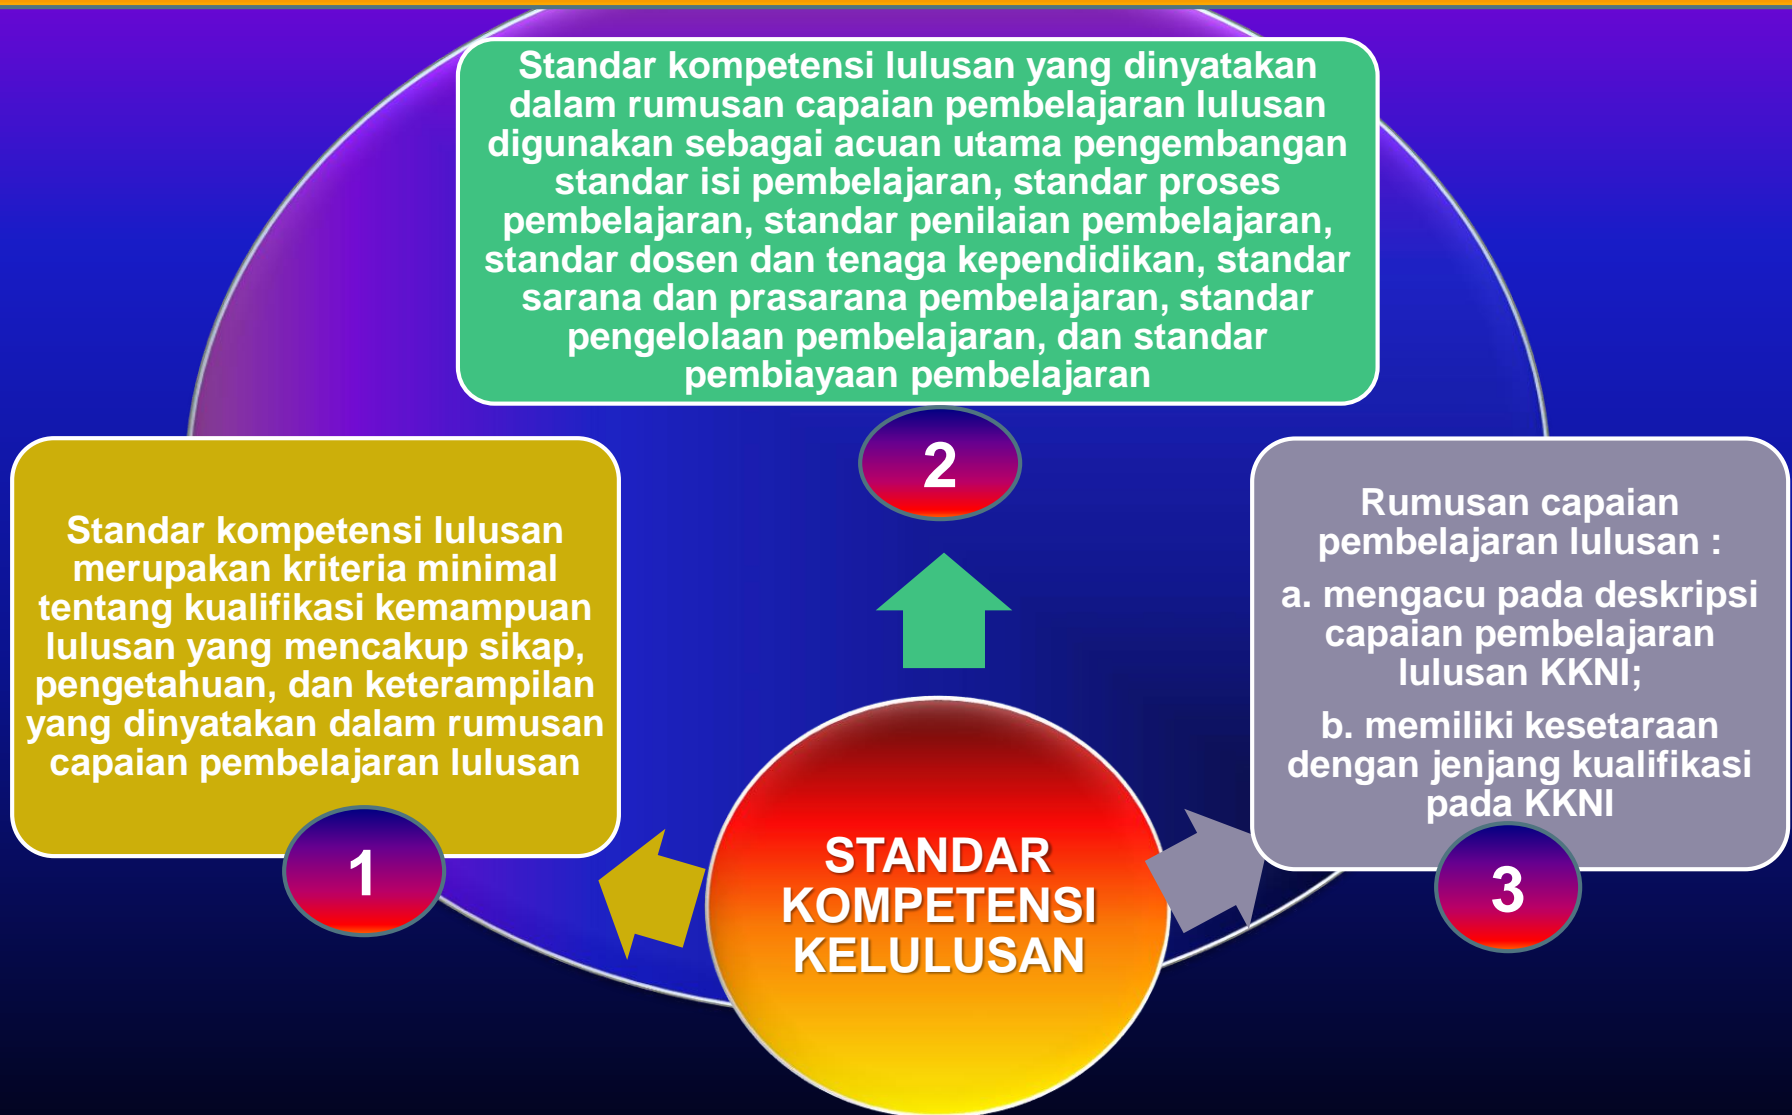 Standar kompetensi lulusan yang dinyatakan
dalam rumusan capaian pembelajaran lulusan
digunakan sebagai acuan utama pengembangan
standar isi pembelajaran, standar proses
pembelajaran, standar penilaian pembelajaran,
standar dosen dan tenaga kependidikan, standar
sarana dan prasarana pembelajaran, standar
pengelolaan pembelajaran, dan standar
pembiayaan pembelajaran
2
Standar kompetensi lulusan
merupakan kriteria minimal
tentang kualifikasi kemampuan
lulusan yang mencakup sikap,
pengetahuan, dan keterampilan
yang dinyatakan dalam rumusan
capaian pembelajaran lulusan
1
Rumusan capaian
pembelajaran lulusan :
a. mengacu pada deskripsi
capaian pembelajaran
lulusan KKNI;
b. memiliki kesetaraan
dengan jenjang kualifikasi
pada KKNI
3
STANDAR
KOMPETENSI
KELULUSAN